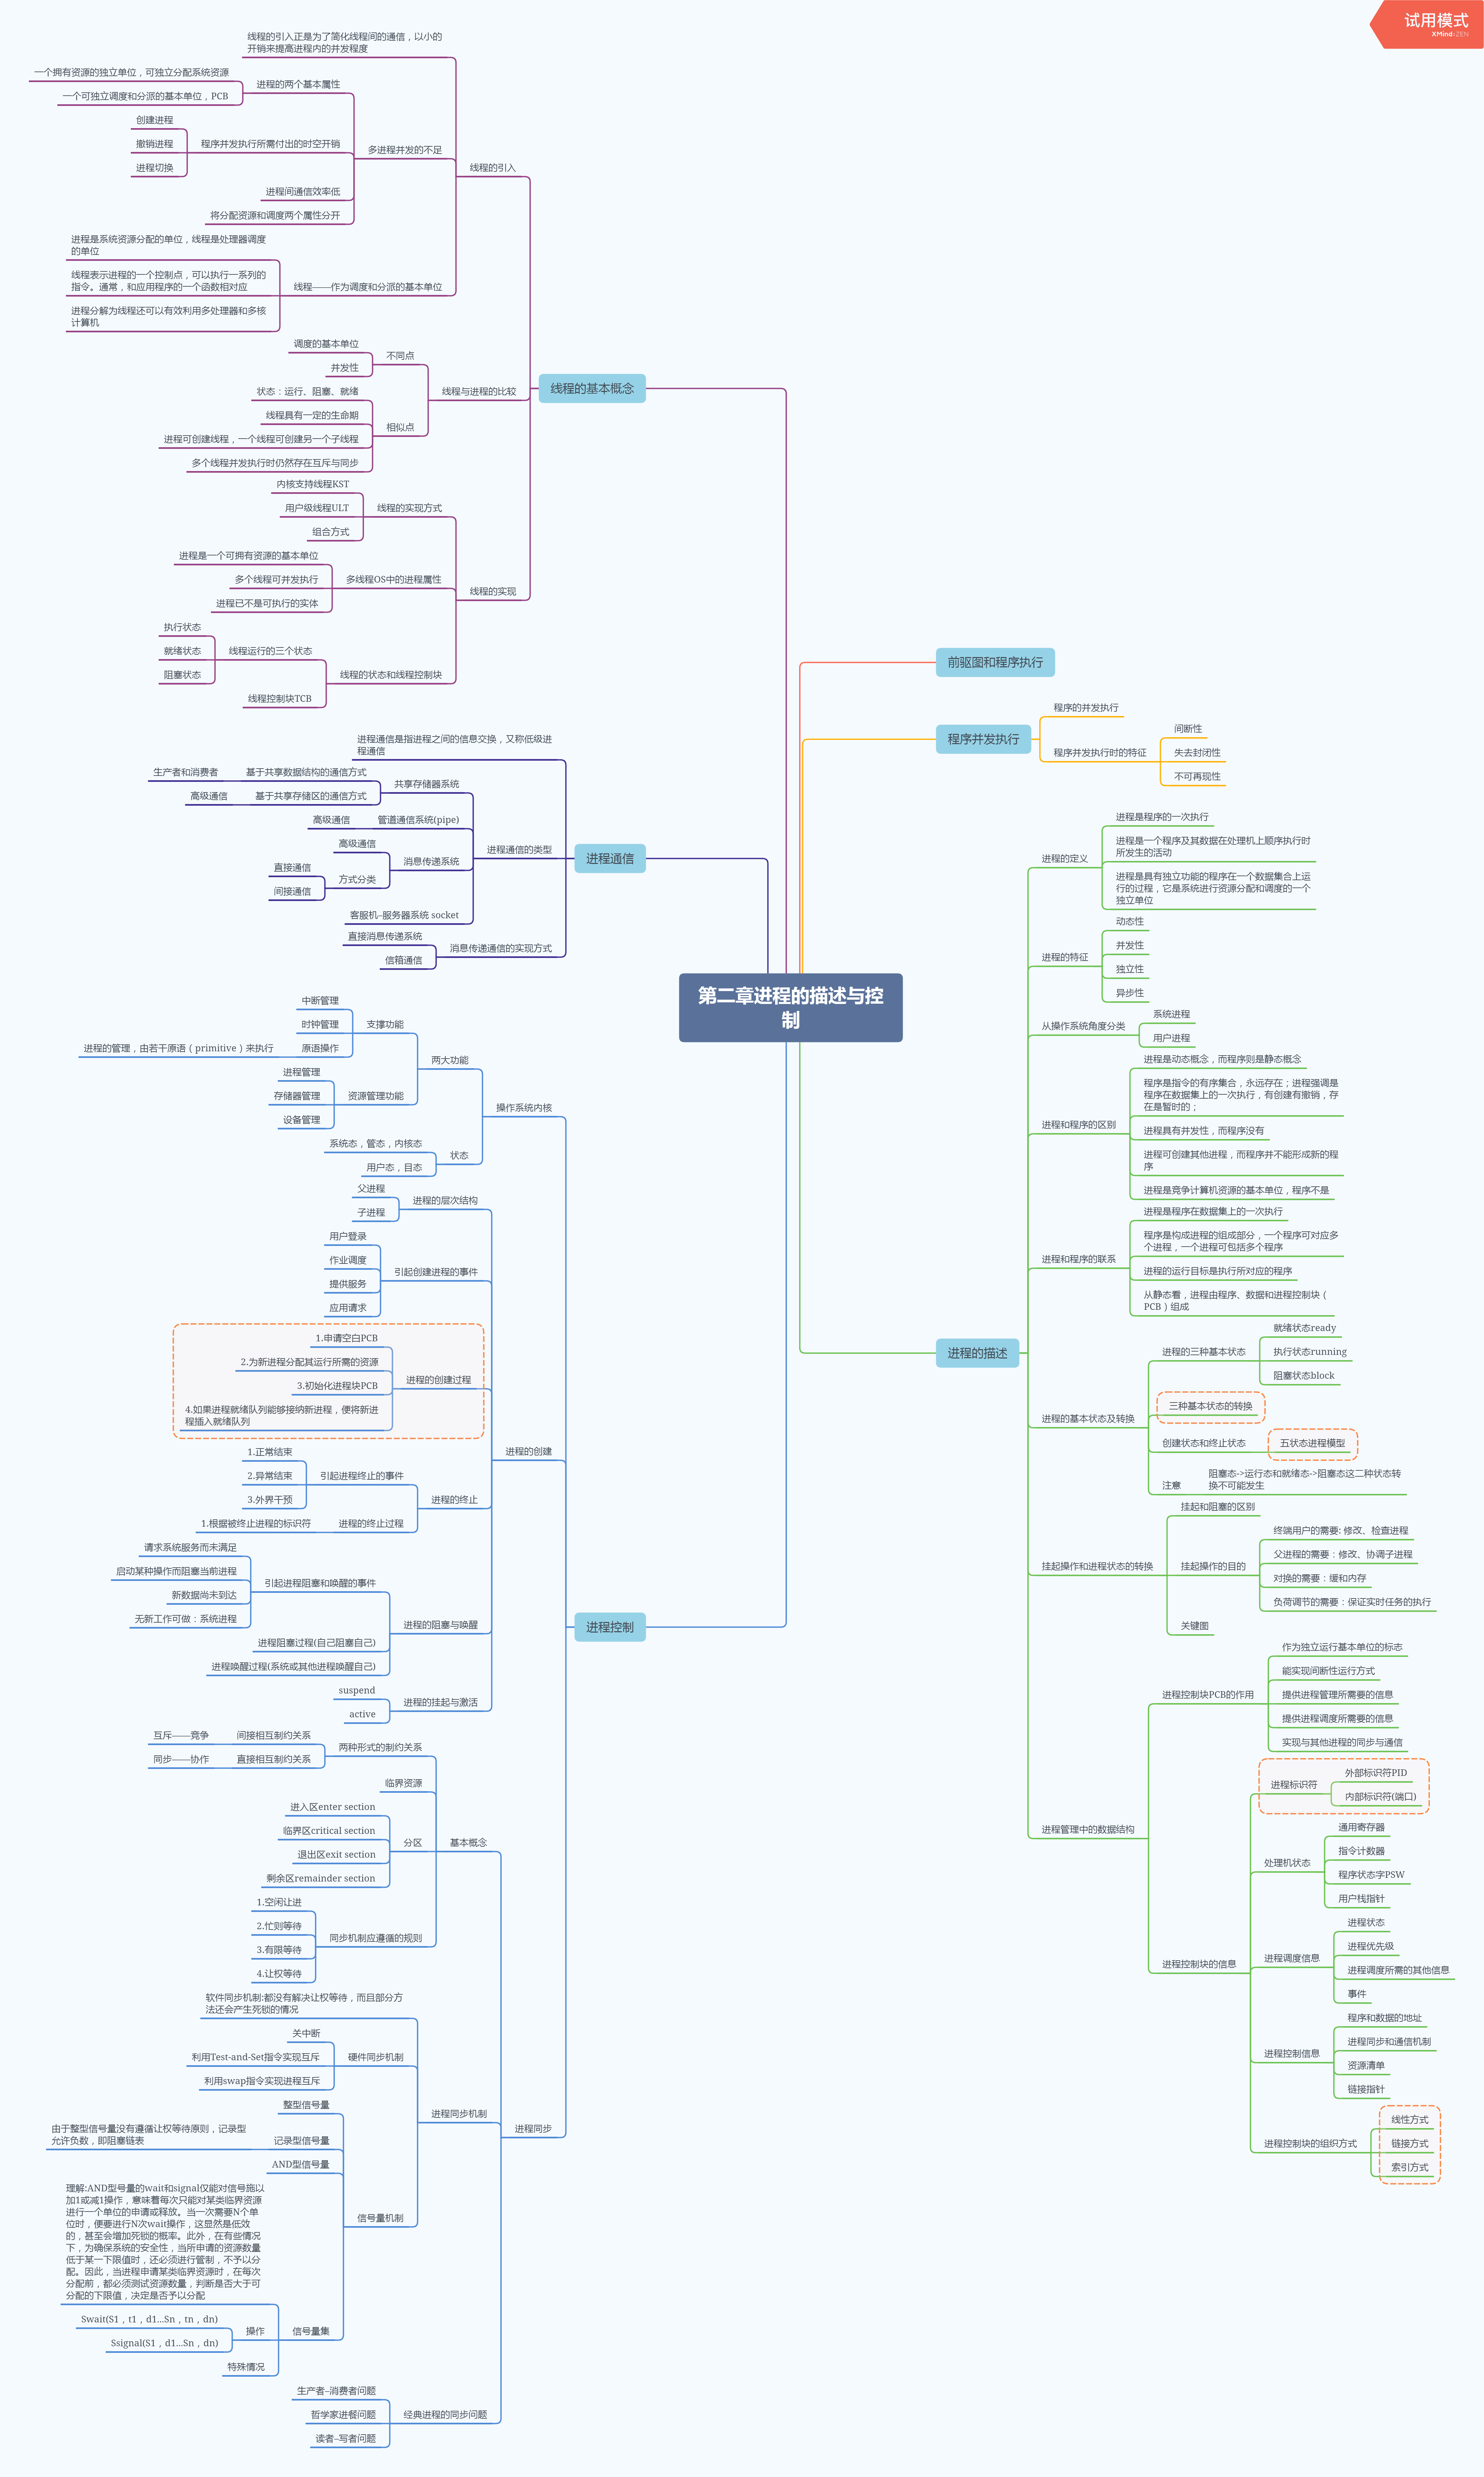 试用模式
XMind:ZEN
第二章进程的描述与控
制
前驱图和程序执行
程序并发执行
程序的并发执行
程序并发执行时的特征
间断性
失去封闭性
不可再现性
进程的描述
进程的定义
进程是程序的一次执行
进程是一个程序及其数据在处理机上顺序执行时
所发生的活动
进程是具有独立功能的程序在一个数据集合上运
行的过程，它是系统进行资源分配和调度的一个
独立单位
进程的特征
动态性
并发性
独立性
异步性
从操作系统角度分类
系统进程
用户进程
进程和程序的区别
进程是动态概念，而程序则是静态概念
程序是指令的有序集合，永远存在；进程强调是
程序在数据集上的一次执行，有创建有撤销，存
在是暂时的；
进程具有并发性，而程序没有
进程可创建其他进程，而程序并不能形成新的程
序
进程是竞争计算机资源的基本单位，程序不是
进程和程序的联系
进程是程序在数据集上的一次执行
程序是构成进程的组成部分，一个程序可对应多
个进程，一个进程可包括多个程序
进程的运行目标是执行所对应的程序
从静态看，进程由程序、数据和进程控制块（
PCB）组成
进程的基本状态及转换
进程的三种基本状态
就绪状态ready
执行状态running
阻塞状态block
三种基本状态的转换
创建状态和终止状态
五状态进程模型
注意
阻塞态->运行态和就绪态->阻塞态这二种状态转
换不可能发生
挂起操作和进程状态的转换
挂起和阻塞的区别
挂起操作的目的
终端用户的需要: 修改、检查进程
父进程的需要：修改、协调子进程
对换的需要：缓和内存
负荷调节的需要：保证实时任务的执行
关键图
进程管理中的数据结构
进程控制块PCB的作用
作为独立运行基本单位的标志
能实现间断性运行方式
提供进程管理所需要的信息
提供进程调度所需要的信息
实现与其他进程的同步与通信
进程控制块的信息
进程标识符
外部标识符PID
内部标识符(端口)
处理机状态
通用寄存器
指令计数器
程序状态字PSW
用户栈指针
进程调度信息
进程状态
进程优先级
进程调度所需的其他信息
事件
进程控制信息
程序和数据的地址
进程同步和通信机制
资源清单
链接指针
进程控制块的组织方式
线性方式
链接方式
索引方式
线程的基本概念
线程的引入
线程的引入正是为了简化线程间的通信，以小的
开销来提高进程内的并发程度
多进程并发的不足
进程的两个基本属性
一个拥有资源的独立单位，可独立分配系统资源
一个可独立调度和分派的基本单位，PCB
程序并发执行所需付出的时空开销
创建进程
撤销进程
进程切换
进程间通信效率低
将分配资源和调度两个属性分开
线程——作为调度和分派的基本单位
进程是系统资源分配的单位，线程是处理器调度
的单位
线程表示进程的一个控制点，可以执行一系列的
指令。通常，和应用程序的一个函数相对应
进程分解为线程还可以有效利用多处理器和多核
计算机
线程与进程的比较
不同点
调度的基本单位
并发性
相似点
状态：运行、阻塞、就绪
线程具有一定的生命期
进程可创建线程，一个线程可创建另一个子线程
多个线程并发执行时仍然存在互斥与同步
线程的实现
线程的实现方式
内核支持线程KST
用户级线程ULT
组合方式
多线程OS中的进程属性
进程是一个可拥有资源的基本单位
多个线程可并发执行
进程已不是可执行的实体
线程的状态和线程控制块
线程运行的三个状态
执行状态
就绪状态
阻塞状态
线程控制块TCB
进程通信
进程通信是指进程之间的信息交换，又称低级进
程通信
进程通信的类型
共享存储器系统
基于共享数据结构的通信方式
生产者和消费者
基于共享存储区的通信方式
高级通信
管道通信系统(pipe)
高级通信
消息传递系统
高级通信
方式分类
直接通信
间接通信
客服机–服务器系统 socket
消息传递通信的实现方式
直接消息传递系统
信箱通信
进程控制
操作系统内核
两大功能
支撑功能
中断管理
时钟管理
原语操作
进程的管理，由若干原语（primitive）来执行
资源管理功能
进程管理
存储器管理
设备管理
状态
系统态，管态，内核态
用户态，目态
进程的创建
进程的层次结构
父进程
子进程
引起创建进程的事件
用户登录
作业调度
提供服务
应用请求
进程的创建过程
1.申请空白PCB
2.为新进程分配其运行所需的资源
3.初始化进程块PCB
4.如果进程就绪队列能够接纳新进程，便将新进
程插入就绪队列
进程的终止
引起进程终止的事件
1.正常结束
2.异常结束
3.外界干预
进程的终止过程
1.根据被终止进程的标识符
进程的阻塞与唤醒
引起进程阻塞和唤醒的事件
请求系统服务而未满足
启动某种操作而阻塞当前进程
新数据尚未到达
无新工作可做：系统进程
进程阻塞过程(自己阻塞自己)
进程唤醒过程(系统或其他进程唤醒自己)
进程的挂起与激活
suspend
active
进程同步
基本概念
两种形式的制约关系
间接相互制约关系
互斥——竞争
直接相互制约关系
同步——协作
临界资源
分区
进入区enter section
临界区critical section
退出区exit section
剩余区remainder section
同步机制应遵循的规则
1.空闲让进
2.忙则等待
3.有限等待
4.让权等待
进程同步机制
软件同步机制:都没有解决让权等待，而且部分方
法还会产生死锁的情况
硬件同步机制
关中断
利用Test-and-Set指令实现互斥
利用swap指令实现进程互斥
信号量机制
整型信号量
记录型信号量
由于整型信号量没有遵循让权等待原则，记录型
允许负数，即阻塞链表
AND型信号量
信号量集
理解:AND型号量的wait和signal仅能对信号施以
加1或减1操作，意味着每次只能对某类临界资源
进行一个单位的申请或释放。当一次需要N个单
位时，便要进行N次wait操作，这显然是低效
的，甚至会增加死锁的概率。此外，在有些情况
下，为确保系统的安全性，当所申请的资源数量
低于某一下限值时，还必须进行管制，不予以分
配。因此，当进程申请某类临界资源时，在每次
分配前，都必须测试资源数量，判断是否大于可
分配的下限值，决定是否予以分配
操作
Swait(S1，t1，d1...Sn，tn，dn)
Ssignal(S1，d1...Sn，dn)
特殊情况
经典进程的同步问题
生产者–消费者问题
哲学家进餐问题
读者–写者问题